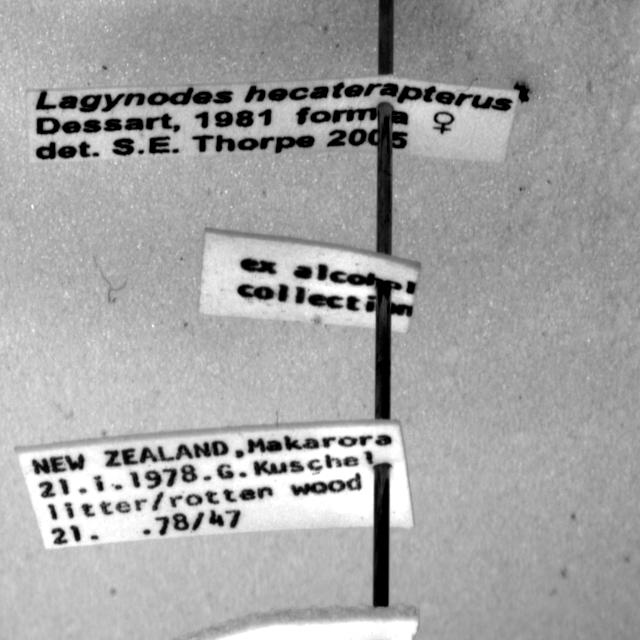 Lagynodes hecaterapterus
Dessart, 1981 forma ♀
det. S.E. Thorpe 2005
ex alcohol
collection
NEW ZEALAND, Makarora
21.i.1978.G.Kuschel
litter/rotten wood
21. .78/47